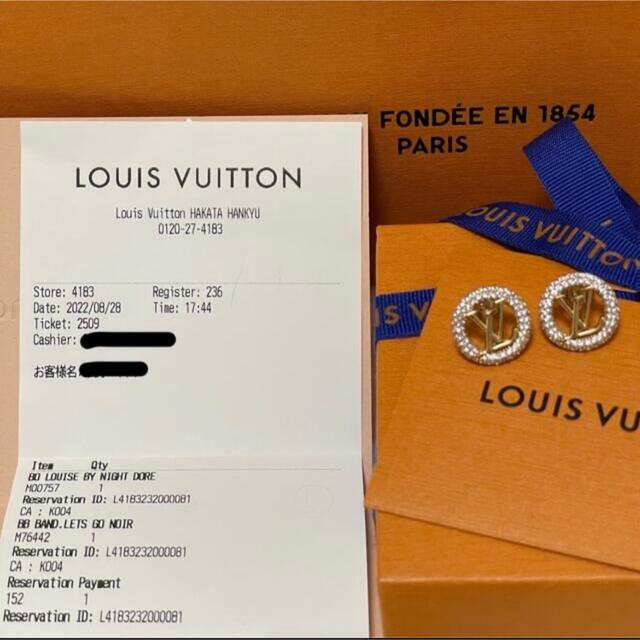 FONDÉE EN 1854
PARIS
LOUIS VUITTON
Louis Vuitton HAKATA HANKYU
0120-27-4183
Store: 4183 Register: 236
Date: 2022/08/28 Time: 17:44
Ticket: 2509
Cashier:
お客様名
Item Qty
BO LOUISE BY NIGHT DORE
M00757 1
Reservation ID: L4183232000081
CA : K004
BB BAND.LETS GO NOIR
M76442 1
Reservation ID: L4183232000081
CA : K004
Reservation Payment
152 1
Reservation ID: L4183232000081
LOUIS VUITTON
LV
LV
LOUIS VU